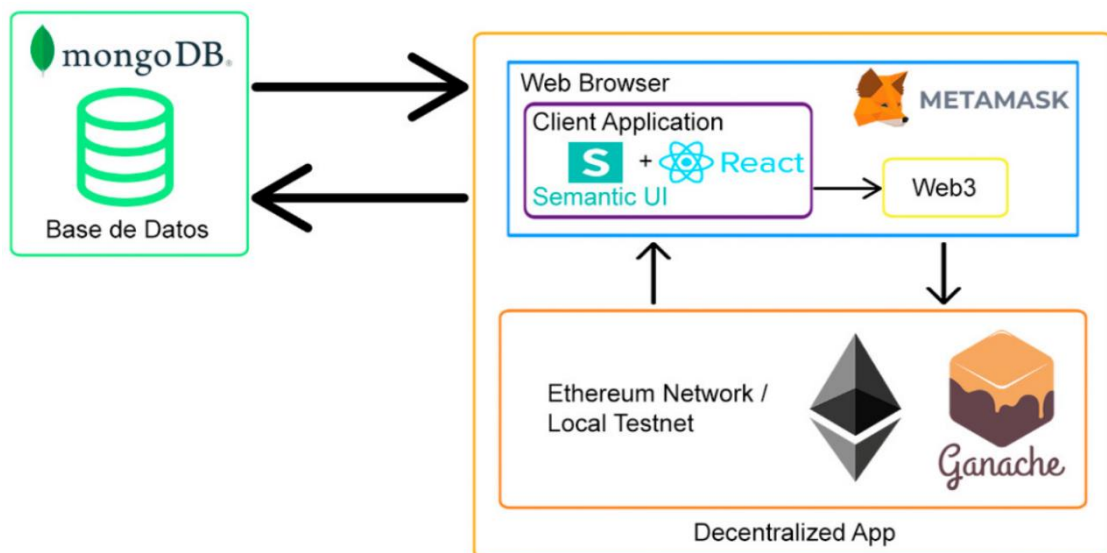 mongoDB®
Base de Datos
Web Browser
METAMASK
Client Application
S + React
Semantic UI
Web3
Ethereum Network /
Local Testnet
Ganache
Decentralized App